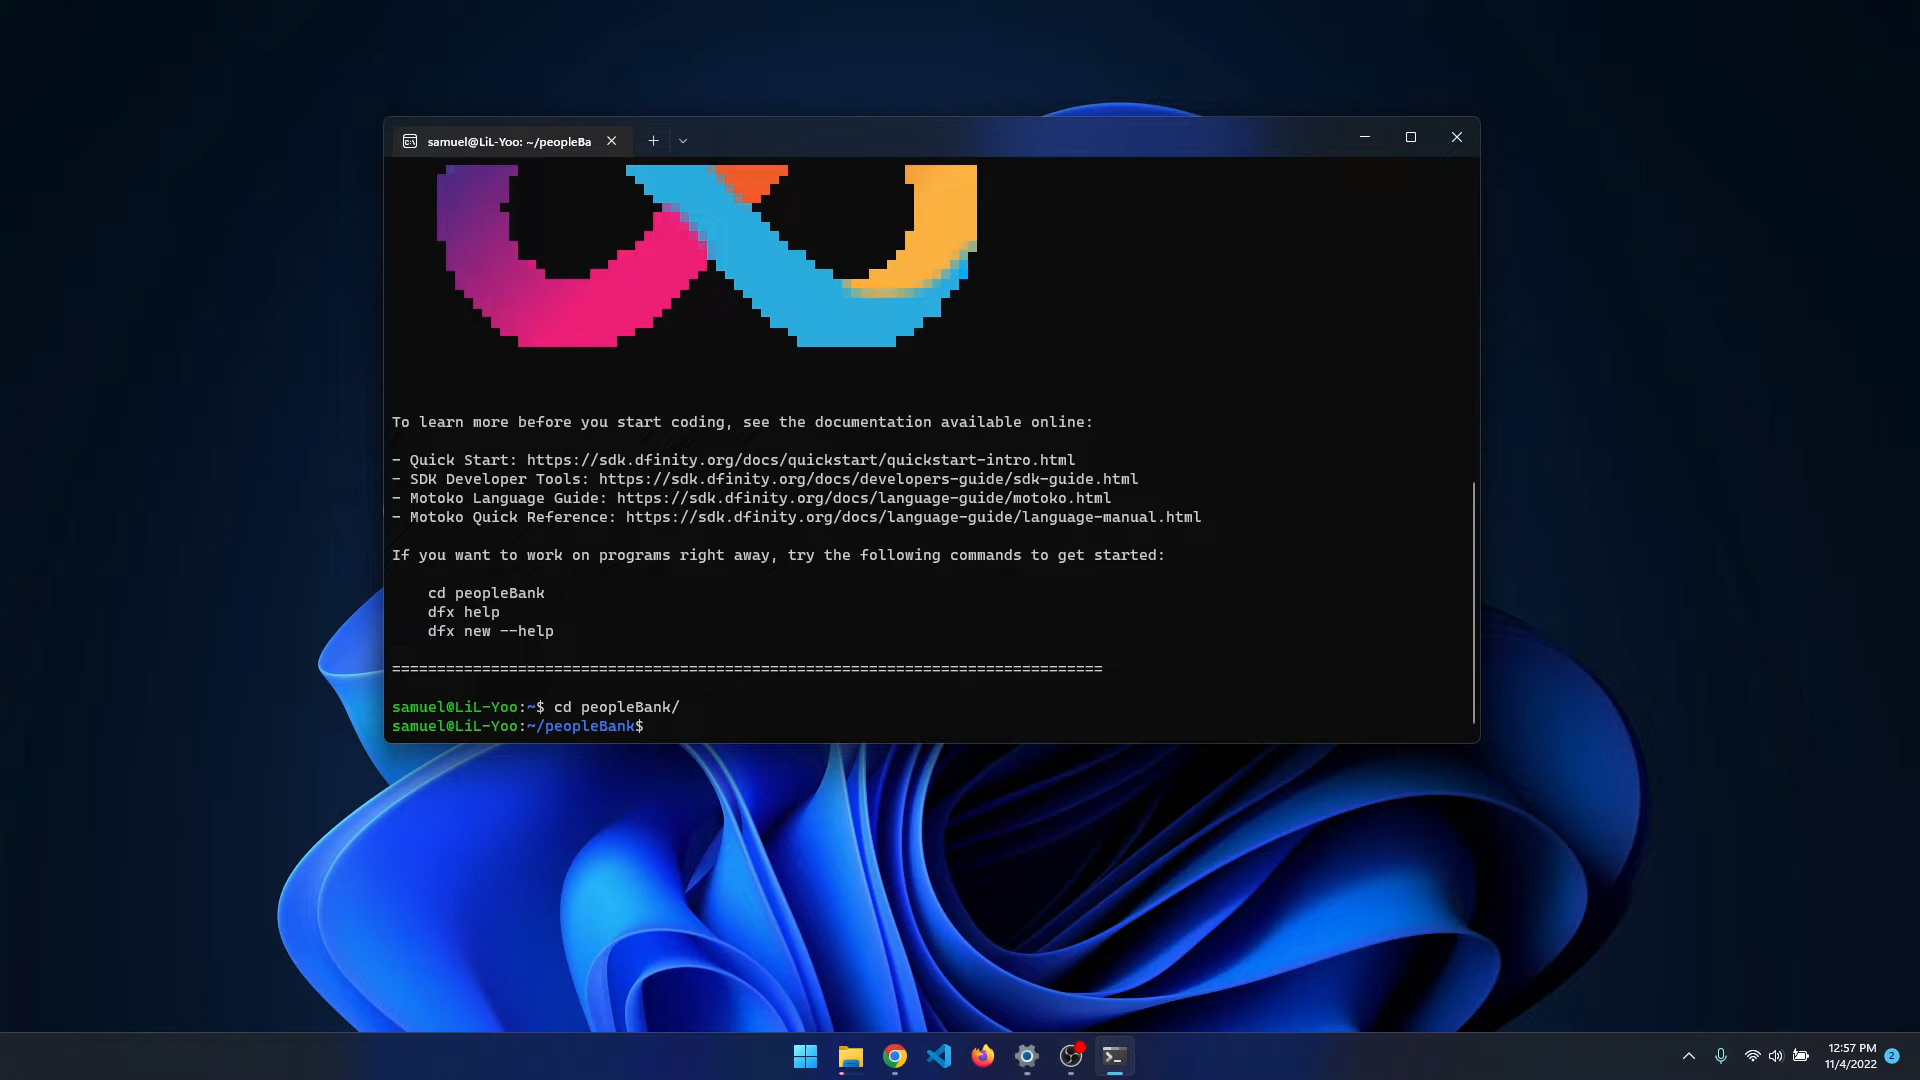 samuel@LiL-Yoo: ~/peopleBa
To learn more before you start coding, see the documentation available online:
- Quick Start: https://sdk.dfinity.org/docs/quickstart/quickstart-intro.html
- SDK Developer Tools: https://sdk.dfinity.org/docs/developers-guide/sdk-guide.html
- Motoko Language Guide: https://sdk.dfinity.org/docs/language-guide/motoko.html
- Motoko Quick Reference: https://sdk.dfinity.org/docs/language-guide/language-manual.html
If you want to work on programs right away, try the following commands to get started:
cd peopleBank
dfx help
dfx new --help
===============================================================================
samuel@LiL-Yoo:~$ cd peopleBank/
samuel@LiL-Yoo:~/peopleBank$
12:57 PM
11/4/2022
2